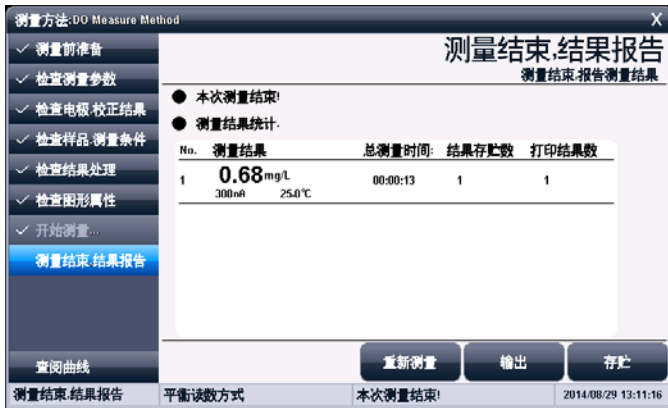 测量方法:DO Measure Method X
测量前准备
检查测量参数
检查电极.校正结果
检查样品.测量条件
检查结果处理
检查图形属性
开始测量...
测量结束.结果报告
查阅曲线
测量结束,结果报告
测量结束.报告测量结果
本次测量结束!
测量结果统计.
No. 测量结果 总测量时间: 结果存贮数 打印结果数
1 0.68mg/L 00:00:13 1 1
300nA 25.0℃
重新测量 输出 存贮
测量结束.结果报告 平衡读数方式 本次测量结束! 2014/08/29 13:11:16